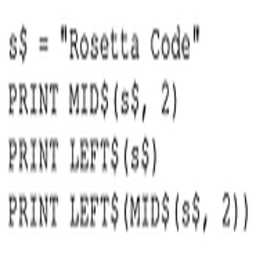 s$ = "Rosetta Code"
PRINT MID$(s$, 2)
PRINT LEFT$(s$)
PRINT LEFT$(MID$(s$, 2))